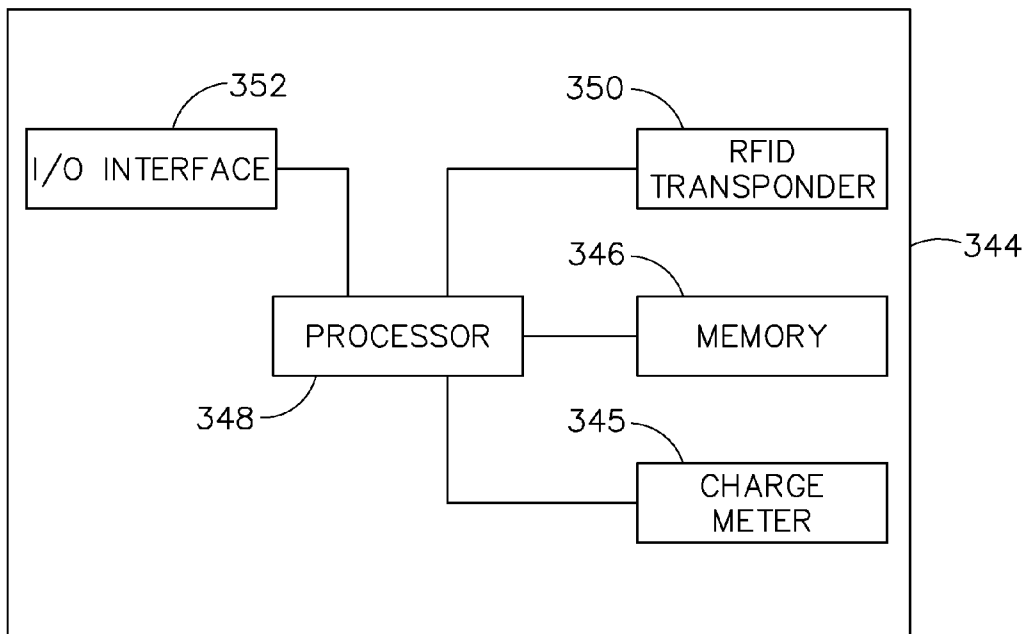 352
I/O INTERFACE
350
RFID
TRANSPONDER
344
346
MEMORY
PROCESSOR
348
345
CHARGE
METER